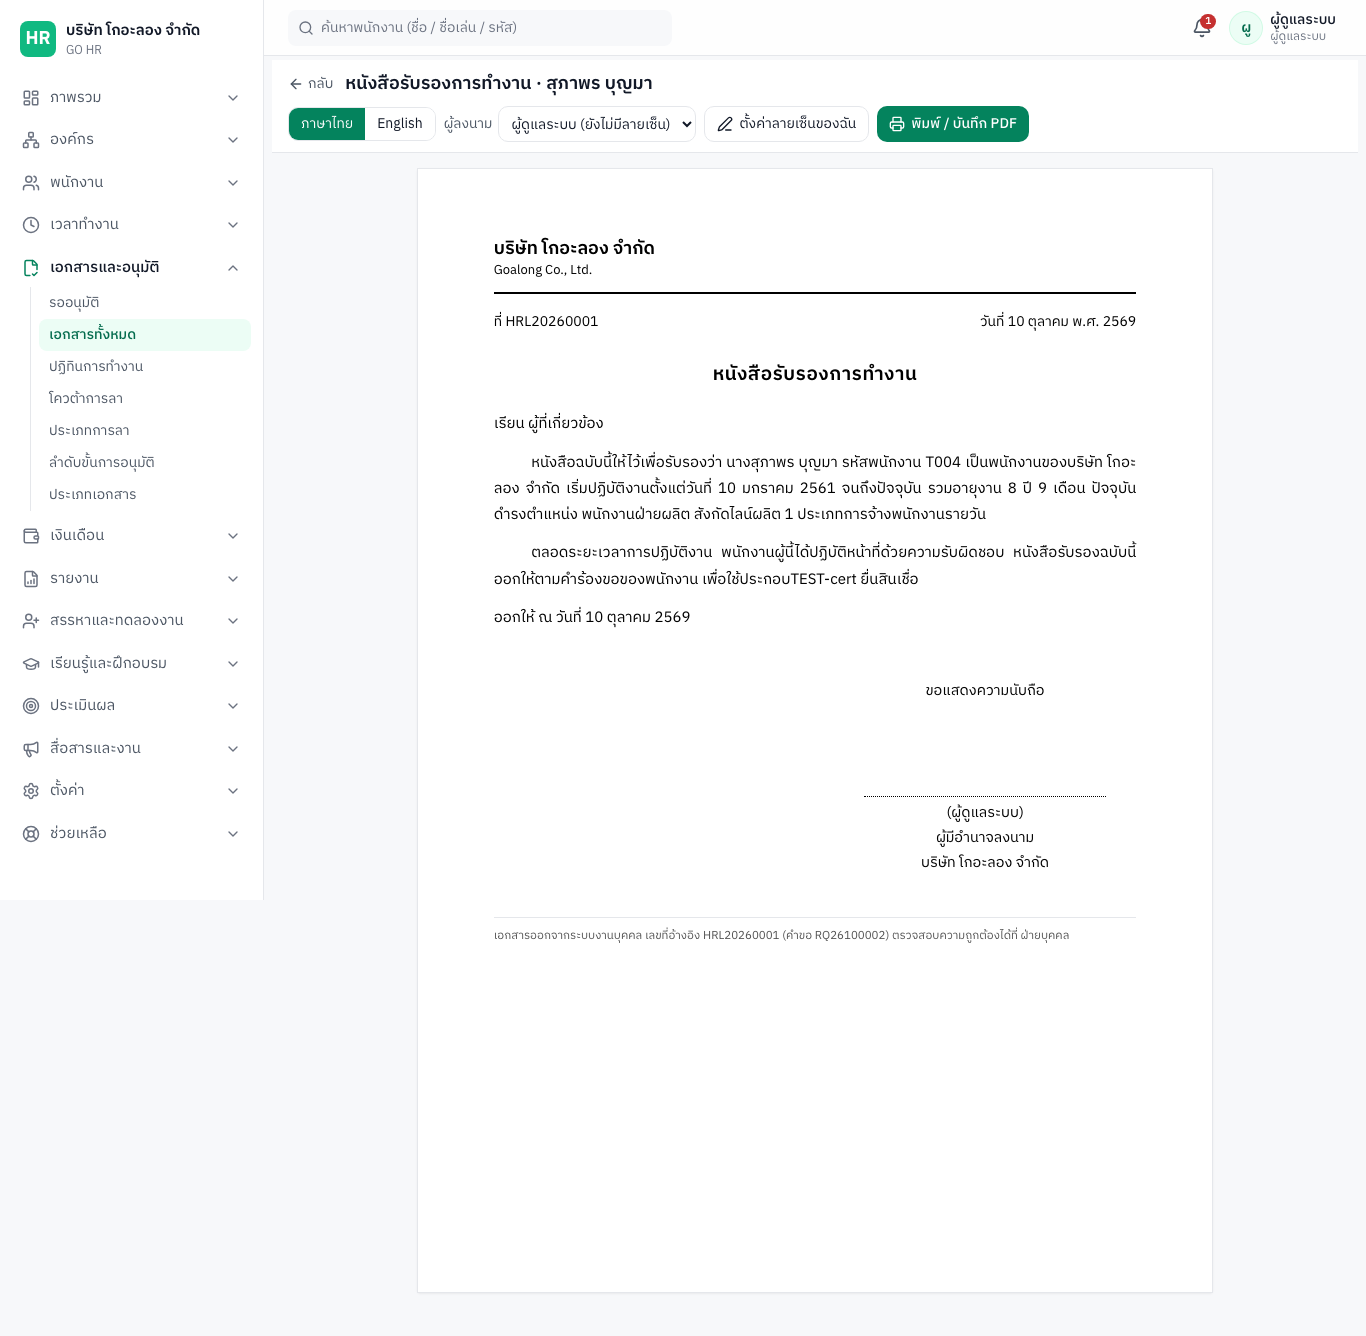 HR
บริษัท โกอะลอง จำกัด
GO HR
ภาพรวม
องค์กร
พนักงาน
เวลาทำงาน
เอกสารและอนุมัติ
รออนุมัติ
เอกสารทั้งหมด
ปฏิทินการทำงาน
โควต้าการลา
ประเภทการลา
ลำดับขั้นการอนุมัติ
ประเภทเอกสาร
เงินเดือน
รายงาน
สรรหาและทดลองงาน
เรียนรู้และฝึกอบรม
ประเมินผล
สื่อสารและงาน
ตั้งค่า
ช่วยเหลือ
ค้นหาพนักงาน (ชื่อ / ชื่อเล่น / รหัส)
1
ผู้
ผู้ดูแลระบบ
ผู้ดูแลระบบ
กลับ หนังสือรับรองการทำงาน · สุภาพร บุญมา
ภาษาไทย English ผู้ลงนาม ผู้ดูแลระบบ (ยังไม่มีลายเซ็น) ตั้งค่าลายเซ็นของฉัน พิมพ์ / บันทึก PDF
บริษัท โกอะลอง จำกัด
Goalong Co., Ltd.
ที่ HRL20260001 วันที่ 10 ตุลาคม พ.ศ. 2569
หนังสือรับรองการทำงาน
เรียน ผู้ที่เกี่ยวข้อง
หนังสือฉบับนี้ให้ไว้เพื่อรับรองว่า นางสุภาพร บุญมา รหัสพนักงาน T004 เป็นพนักงานของบริษัท โกอะ
ลอง จำกัด เริ่มปฏิบัติงานตั้งแต่วันที่ 10 มกราคม 2561 จนถึงปัจจุบัน รวมอายุงาน 8 ปี 9 เดือน ปัจจุบัน
ดำรงตำแหน่ง พนักงานฝ่ายผลิต สังกัดไลน์ผลิต 1 ประเภทการจ้างพนักงานรายวัน
ตลอดระยะเวลาการปฏิบัติงาน พนักงานผู้นี้ได้ปฏิบัติหน้าที่ด้วยความรับผิดชอบ หนังสือรับรองฉบับนี้
ออกให้ตามคำร้องขอของพนักงาน เพื่อใช้ประกอบTEST-cert ยื่นสินเชื่อ
ออกให้ ณ วันที่ 10 ตุลาคม 2569
ขอแสดงความนับถือ
(ผู้ดูแลระบบ)
ผู้มีอำนาจลงนาม
บริษัท โกอะลอง จำกัด
เอกสารออกจากระบบงานบุคคล เลขที่อ้างอิง HRL20260001 (คำขอ RQ26100002) ตรวจสอบความถูกต้องได้ที่ ฝ่ายบุคคล